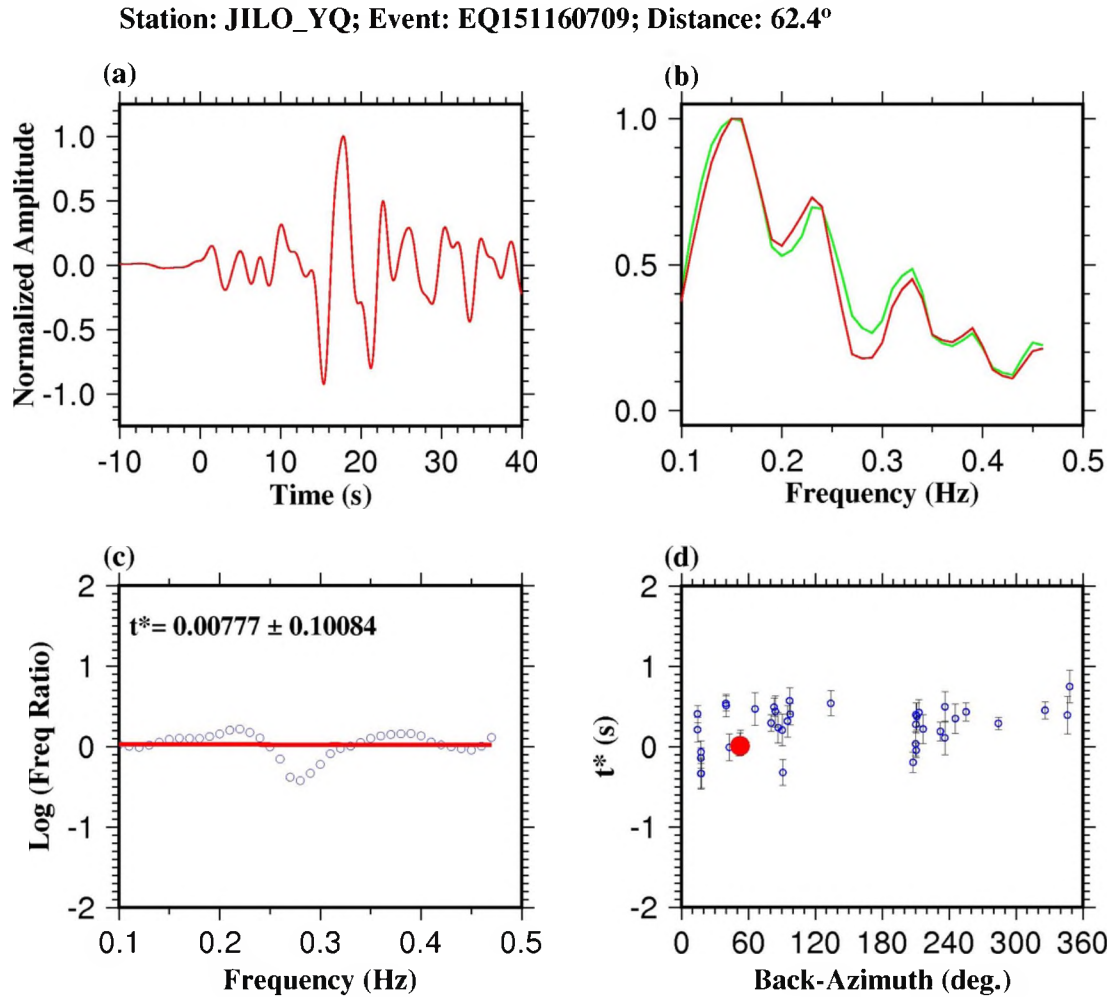 Station: JILO_YQ; Event: EQ151160709; Distance: 62.4º
(a)
(b)
Normalized Amplitude
1.0
0.5
0.0
-0.5
-1.0
-10 0 10 20 30 40
Time (s)
1.0
0.5
0.0
0.1 0.2 0.3 0.4 0.5
Frequency (Hz)
(c)
(d)
Log (Freq Ratio)
2
1
0
-1
-2
t*= 0.00777 ± 0.10084
0.1 0.2 0.3 0.4 0.5
Frequency (Hz)
t* (s)
2
1
0
-1
-2
0 60 120 180 240 300 360
Back-Azimuth (deg.)